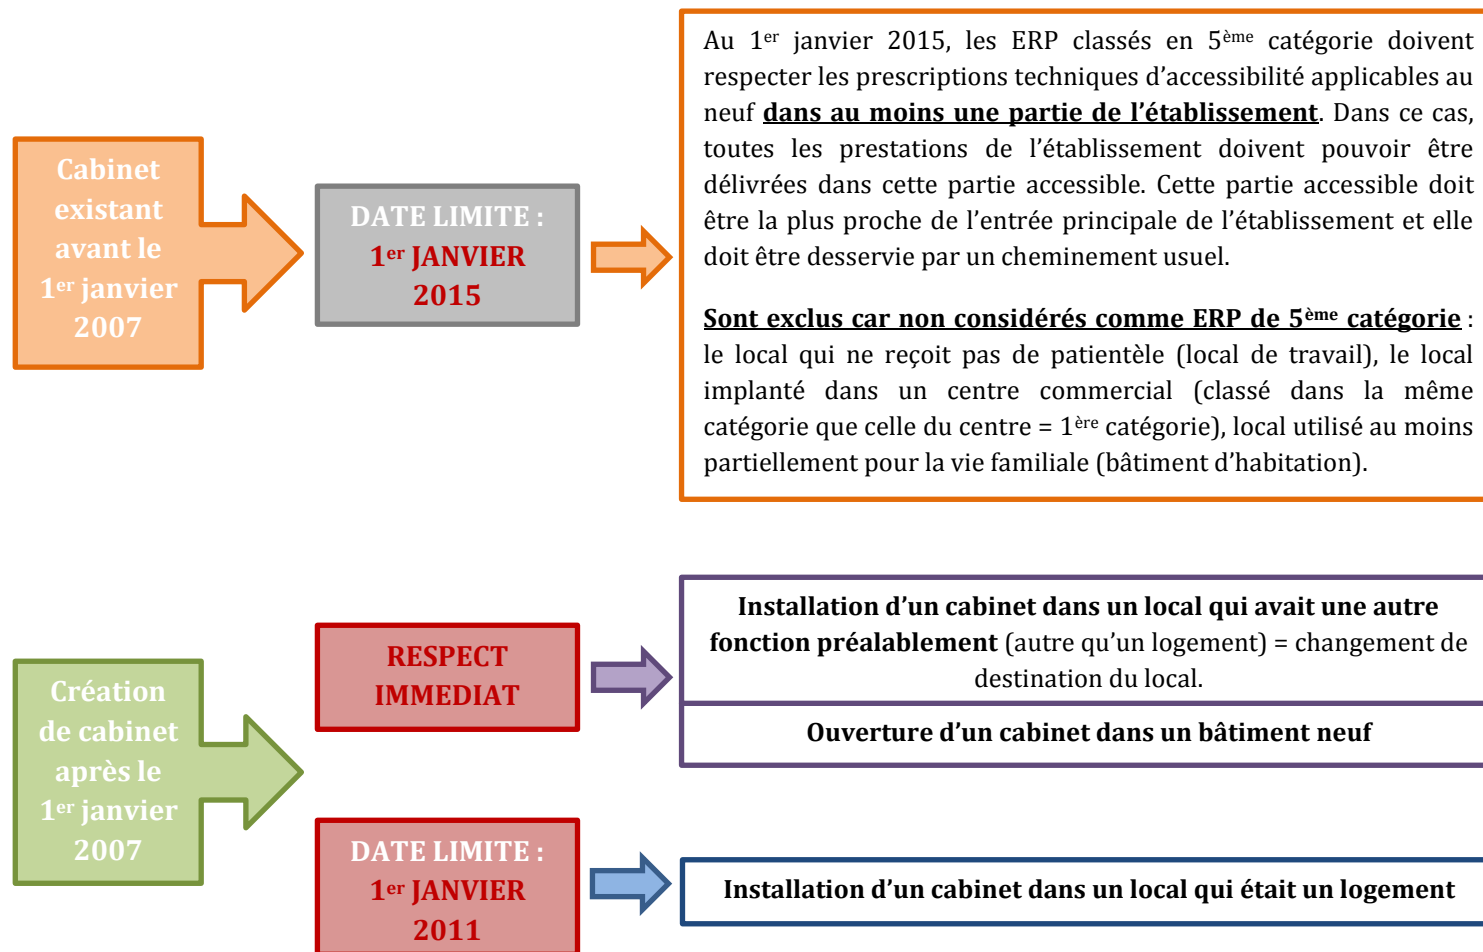 Cabinet
existant
avant le
1er janvier
2007
DATE LIMITE :
1er JANVIER
2015
Au 1er janvier 2015, les ERP classés en 5ème catégorie doivent
respecter les prescriptions techniques d’accessibilité applicables au
neuf dans au moins une partie de l’établissement. Dans ce cas,
toutes les prestations de l’établissement doivent pouvoir être
délivrées dans cette partie accessible. Cette partie accessible doit
être la plus proche de l’entrée principale de l’établissement et elle
doit être desservie par un cheminement usuel.
Sont exclus car non considérés comme ERP de 5ème catégorie :
le local qui ne reçoit pas de patientèle (local de travail), le local
implanté dans un centre commercial (classé dans la même
catégorie que celle du centre = 1ère catégorie), local utilisé au moins
partiellement pour la vie familiale (bâtiment d’habitation).
Création
de cabinet
après le
1er janvier
2007
RESPECT
IMMEDIAT
Installation d’un cabinet dans un local qui avait une autre
fonction préalablement (autre qu’un logement) = changement de
destination du local.
Ouverture d’un cabinet dans un bâtiment neuf
DATE LIMITE :
1er JANVIER
2011
Installation d’un cabinet dans un local qui était un logement